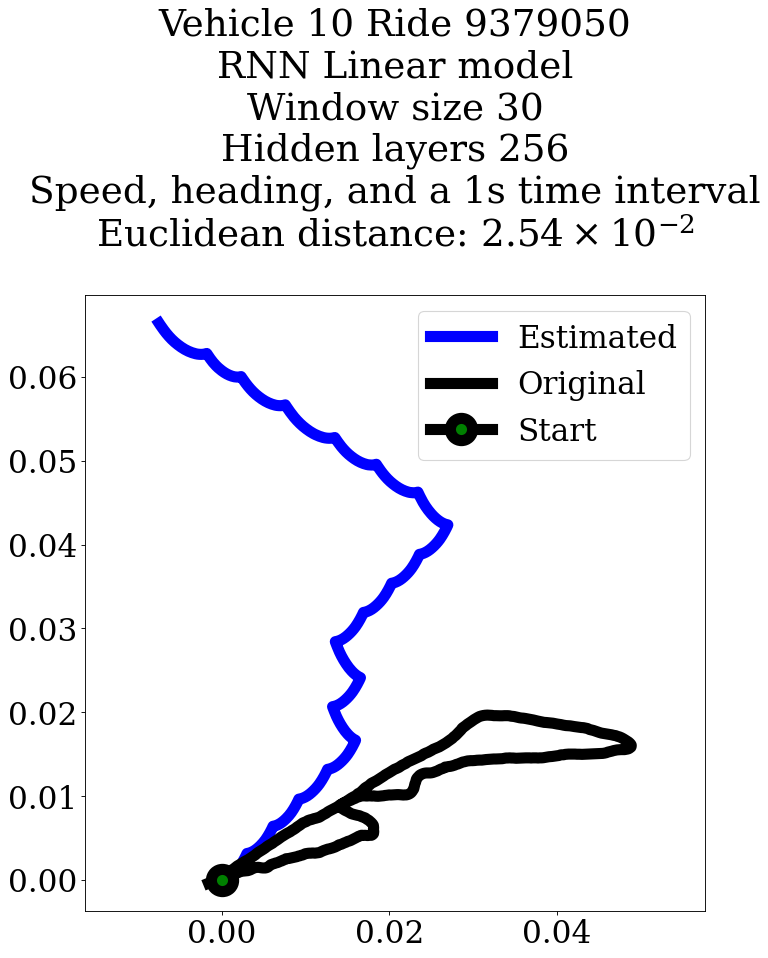 Vehicle 10 Ride 9379050
RNN Linear model
Window size 30
Hidden layers 256
Speed, heading, and a 1s time interval
Euclidean distance: 2.54 × 10⁻²
Estimated
Original
Start
0.06
0.05
0.04
0.03
0.02
0.01
0.00
0.00 0.02 0.04